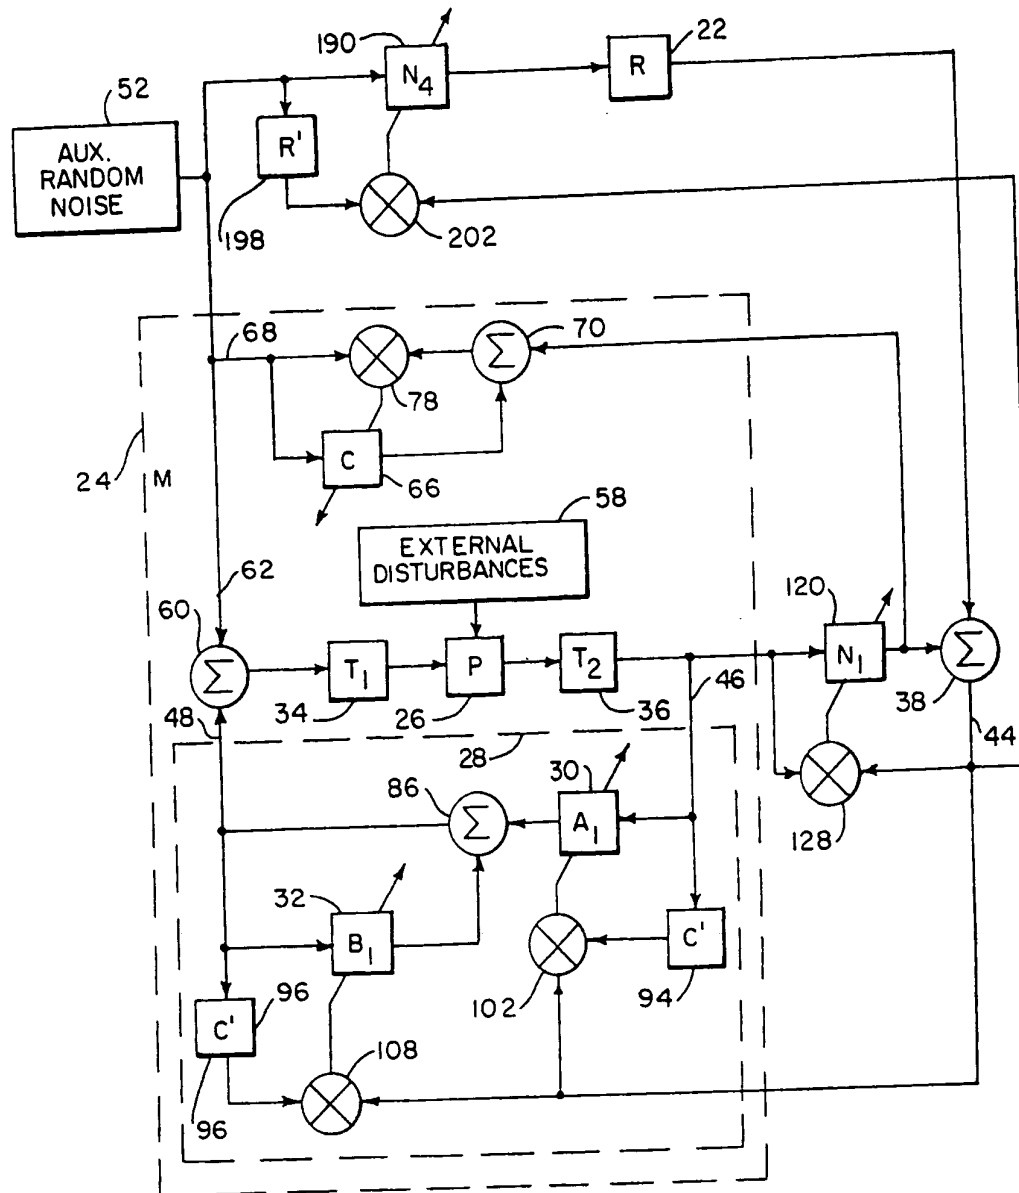 190
N4
22
R
52
AUX.
RANDOM
NOISE
R'
198
202
68
70
Σ
78
24
M
C
66
58
EXTERNAL
DISTURBANCES
62
60
Σ
T1
34
P
26
T2
36
46
120
N1
Σ
38
44
48
28
30
86
Σ
A1
128
32
B1
C'
102
94
96
C'
96
108